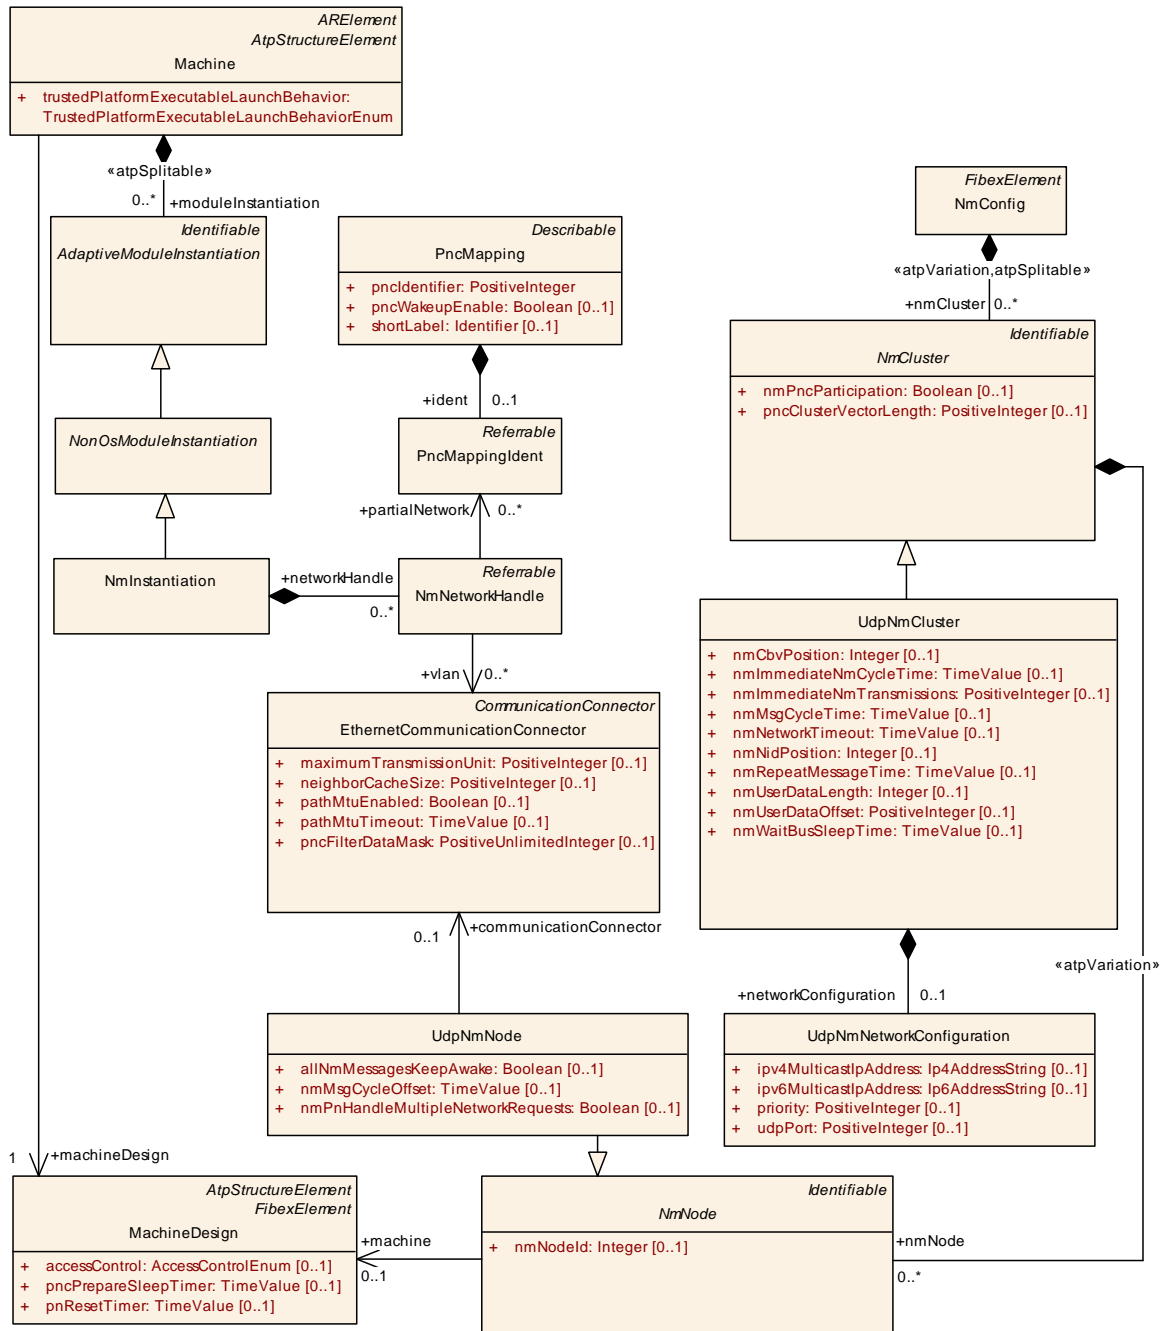 ARElement
AtpStructureElement
Machine
+ trustedPlatformExecutableLaunchBehavior:
TrustedPlatformExecutableLaunchBehaviorEnum
«atpSplitable»
0..*
+moduleInstantiation
Identifiable
AdaptiveModuleInstantiation
NonOsModuleInstantiation
NmInstantiation
+networkHandle
0..*
Describable
PncMapping
+ pncIdentifier: PositiveInteger
+ pncWakeupEnable: Boolean [0..1]
+ shortLabel: Identifier [0..1]
+ident 0..1
Referrable
PncMappingIdent
+partialNetwork 0..*
Referrable
NmNetworkHandle
+vlan 0..*
CommunicationConnector
EthernetCommunicationConnector
+ maximumTransmissionUnit: PositiveInteger [0..1]
+ neighborCacheSize: PositiveInteger [0..1]
+ pathMtuEnabled: Boolean [0..1]
+ pathMtuTimeout: TimeValue [0..1]
+ pncFilterDataMask: PositiveUnlimitedInteger [0..1]
0..1
+communicationConnector
UdpNmNode
+ allNmMessagesKeepAwake: Boolean [0..1]
+ nmMsgCycleOffset: TimeValue [0..1]
+ nmPnHandleMultipleNetworkRequests: Boolean [0..1]
FibexElement
NmConfig
«atpVariation,atpSplitable»
+nmCluster 0..*
Identifiable
NmCluster
+ nmPncParticipation: Boolean [0..1]
+ pncClusterVectorLength: PositiveInteger [0..1]
UdpNmCluster
+ nmCbvPosition: Integer [0..1]
+ nmImmediateNmCycleTime: TimeValue [0..1]
+ nmImmediateNmTransmissions: PositiveInteger [0..1]
+ nmMsgCycleTime: TimeValue [0..1]
+ nmNetworkTimeout: TimeValue [0..1]
+ nmNidPosition: Integer [0..1]
+ nmRepeatMessageTime: TimeValue [0..1]
+ nmUserDataLength: Integer [0..1]
+ nmUserDataOffset: PositiveInteger [0..1]
+ nmWaitBusSleepTime: TimeValue [0..1]
«atpVariation»
+networkConfiguration 0..1
UdpNmNetworkConfiguration
+ ipv4MulticastIpAddress: Ip4AddressString [0..1]
+ ipv6MulticastIpAddress: Ip6AddressString [0..1]
+ priority: PositiveInteger [0..1]
+ udpPort: PositiveInteger [0..1]
1 +machineDesign
AtpStructureElement
FibexElement
MachineDesign
+ accessControl: AccessControlEnum [0..1]
+ pncPrepareSleepTimer: TimeValue [0..1]
+ pnResetTimer: TimeValue [0..1]
+machine
0..1
Identifiable
NmNode
+ nmNodeId: Integer [0..1]
+nmNode
0..*